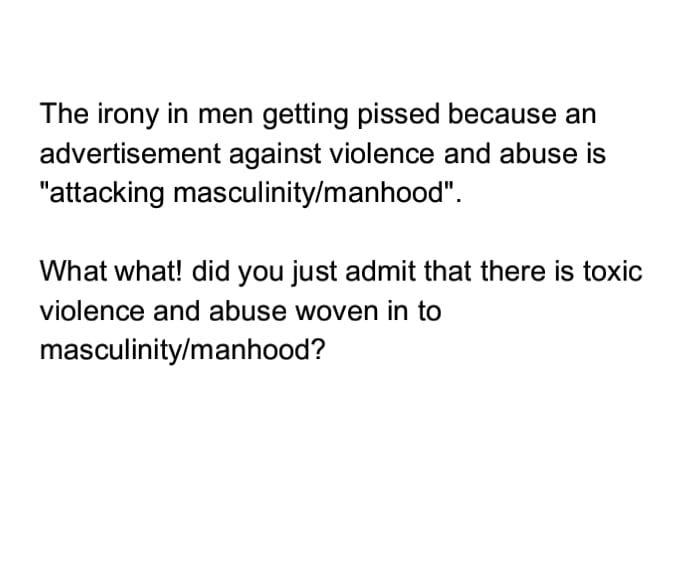 The irony in men getting pissed because an
advertisement against violence and abuse is
"attacking masculinity/manhood".
What what! did you just admit that there is toxic
violence and abuse woven in to
masculinity/manhood?